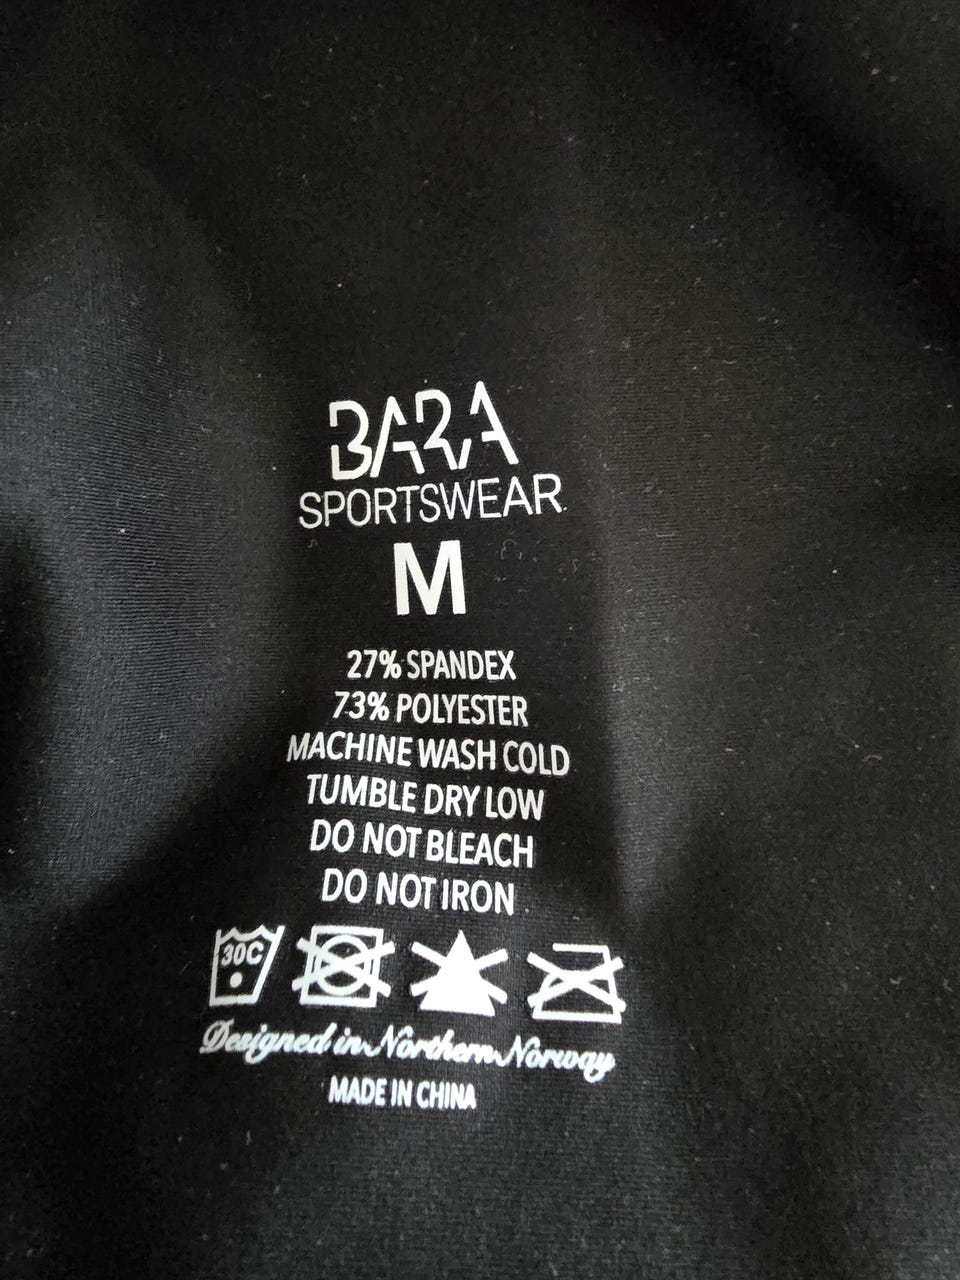 BARA
SPORTSWEAR
M
27% SPANDEX
73% POLYESTER
MACHINE WASH COLD
TUMBLE DRY LOW
DO NOT BLEACH
DO NOT IRON
30C
Designed in Northern Norway
MADE IN CHINA